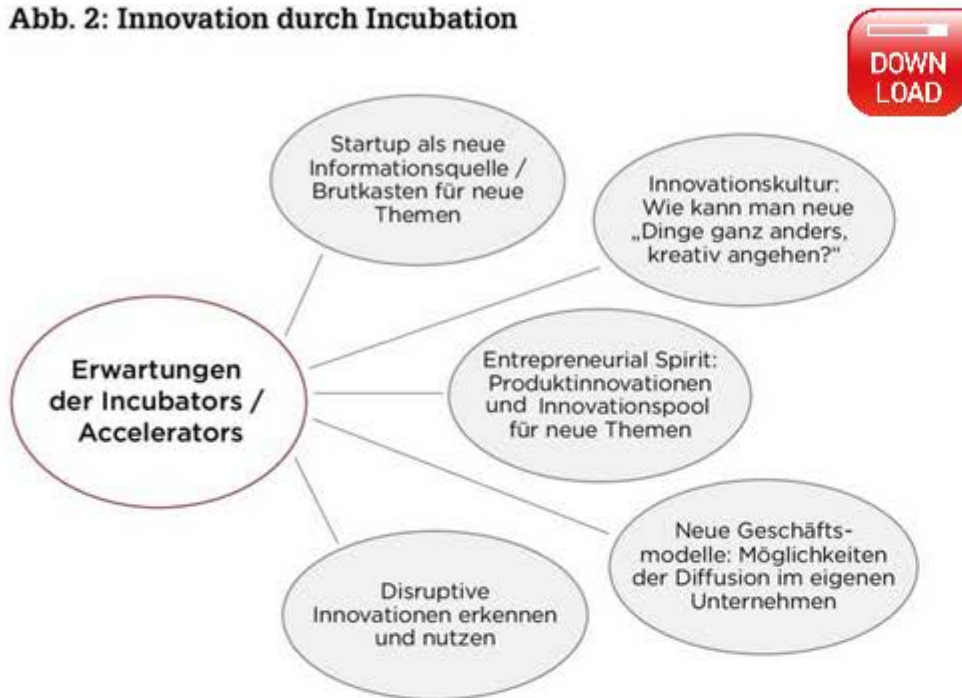 Abb. 2: Innovation durch Incubation
DOWN
LOAD
Startup als neue
Informationsquelle /
Brutkasten für neue
Themen
Innovationskultur:
Wie kann man neue
„Dinge ganz anders,
kreativ angehen?“
Erwartungen
der Incubators /
Accelerators
Entrepreneurial Spirit:
Produktinnovationen
und Innovationspool
für neue Themen
Neue Geschäfts-
modelle: Möglichkeiten
der Diffusion im eigenen
Unternehmen
Disruptive
Innovationen erkennen
und nutzen